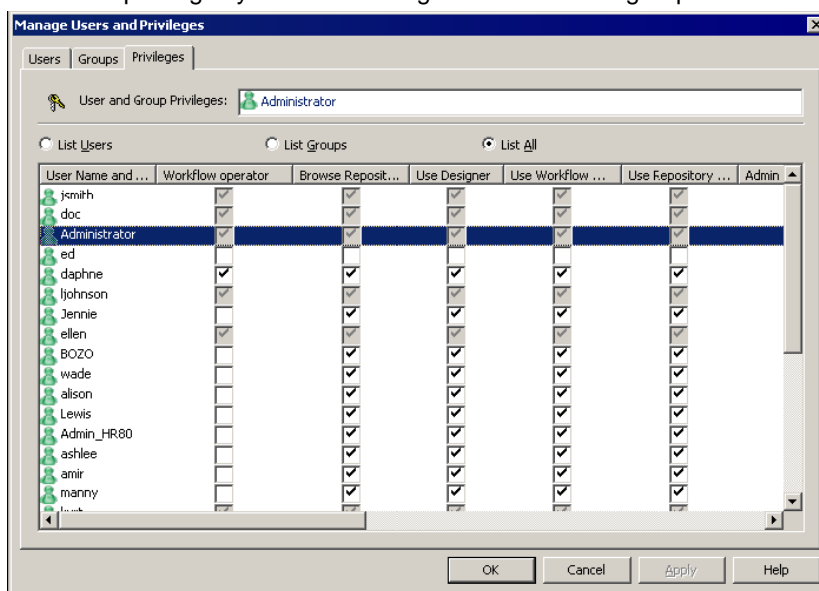 Manage Users and Privileges
Users Groups Privileges
User and Group Privileges: Administrator
List Users List Groups List All
User Name and ... Workflow operator Browse Reposit... Use Designer Use Workflow ... Use Repository ... Admin
jsmith
doc
Administrator
ed
daphne
ljohnson
Jennie
ellen
BOZO
wade
alison
Lewis
Admin_HR80
ashlee
amir
manny
OK Cancel Apply Help